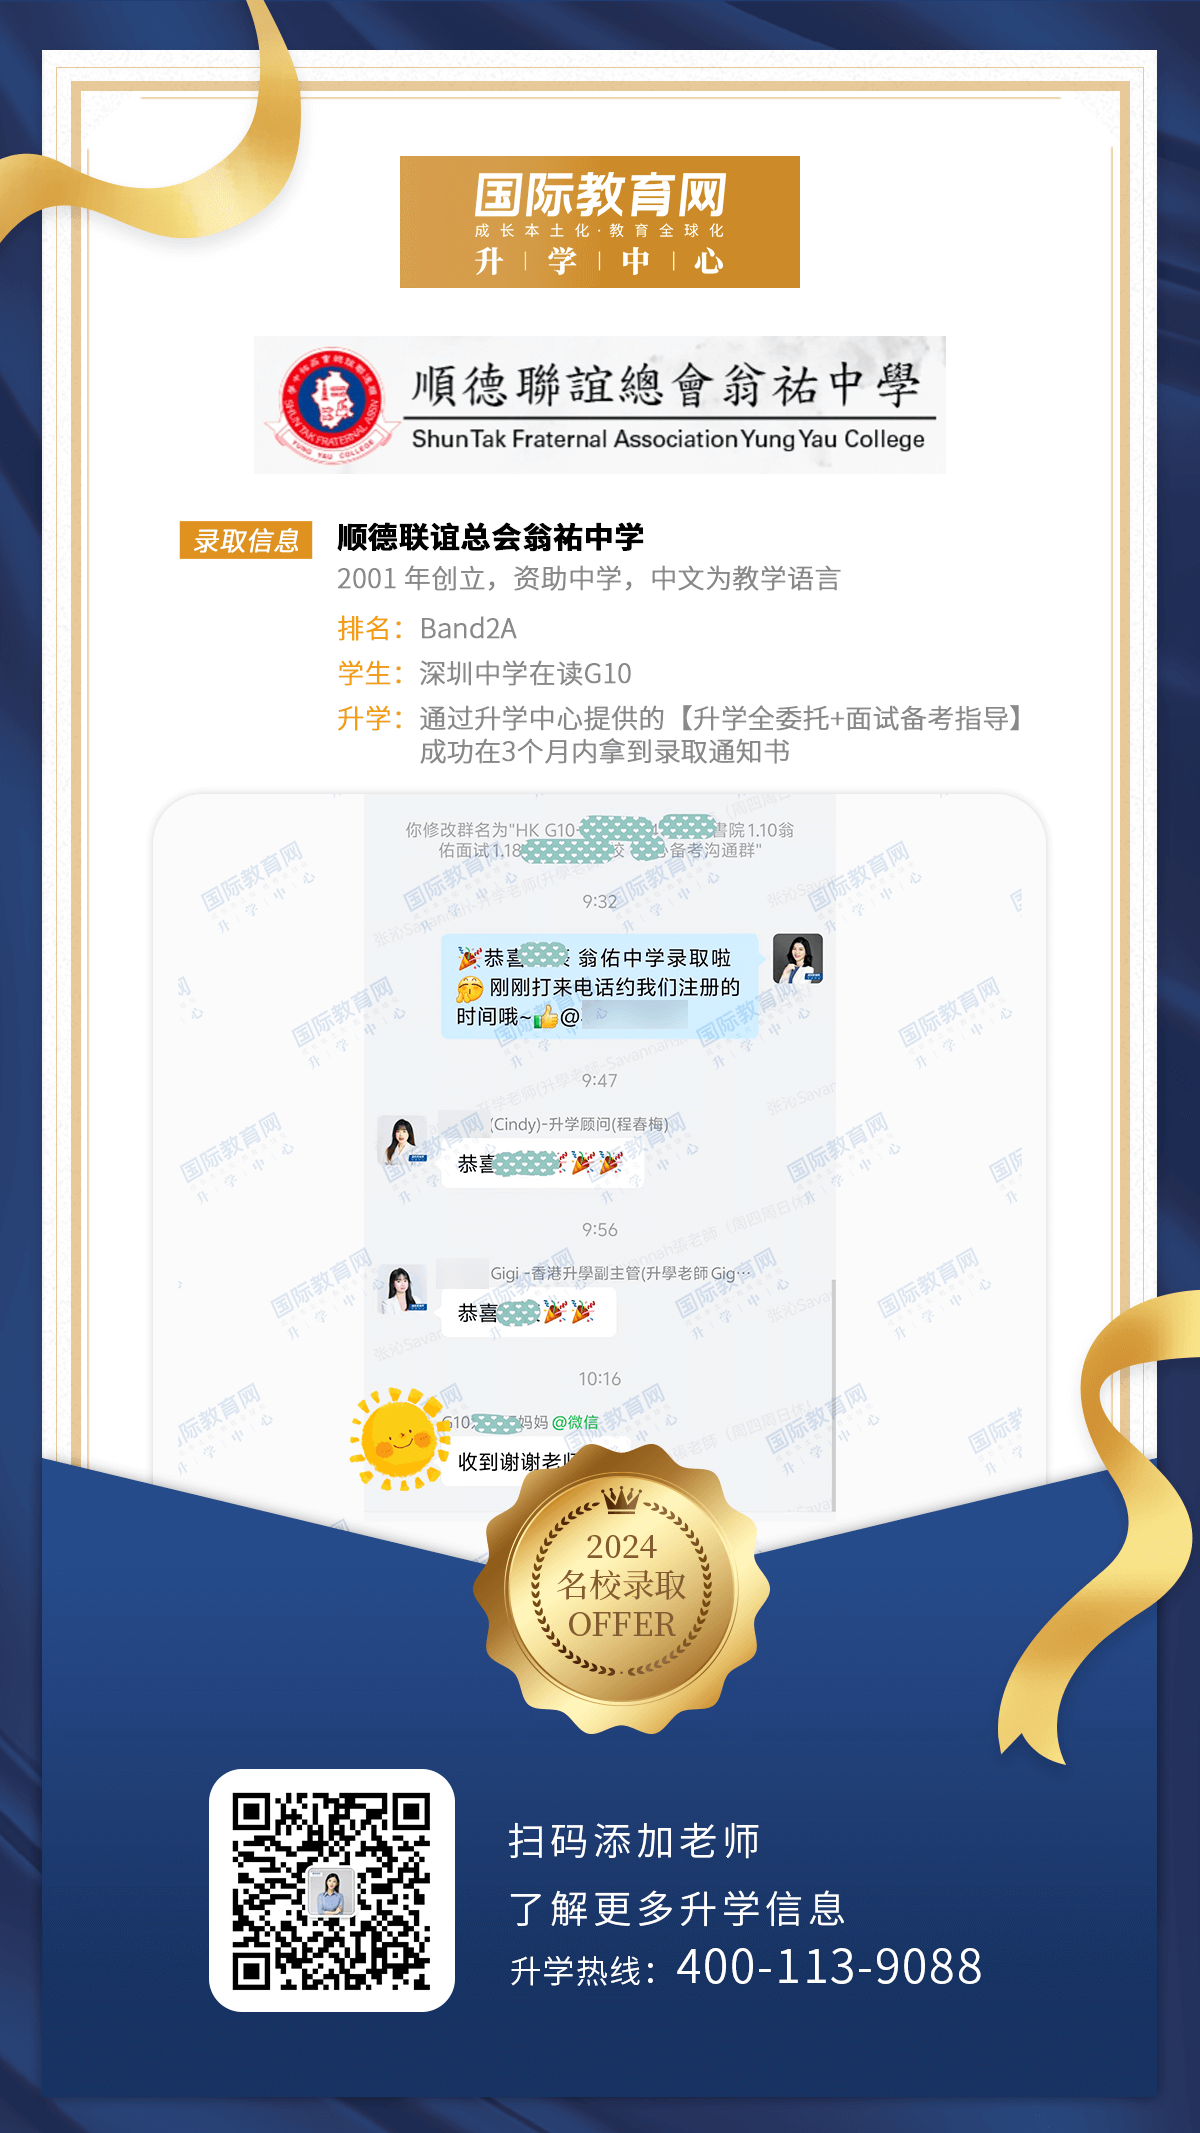 国际教育网
成长本土化·教育全球化
升|学|中|心
順德聯誼總會翁祐中學
Shun Tak Fraternal Association Yung Yau College
录取信息
顺德联谊总会翁祐中学
2001 年创立，资助中学，中文为教学语言
排名：Band2A
学生：深圳中学在读G10
升学：通过升学中心提供的【升学全委托+面试备考指导】
成功在3个月内拿到录取通知书
你修改群名为"HK G10- 書院1.10翁
佑面试1.18 校 备考沟通群"
9:32
恭喜 翁佑中学录取啦
刚刚打来电话约我们注册的
时间哦~ @
9:47
(Cindy)-升学顾问(程春梅)
恭喜
9:56
Gigi -香港升學副主管(升學老師Gig…
恭喜
10:16
G10 妈妈 @微信
收到谢谢老师
2024
名校录取
OFFER
扫码添加老师
了解更多升学信息
升学热线：400-113-9088